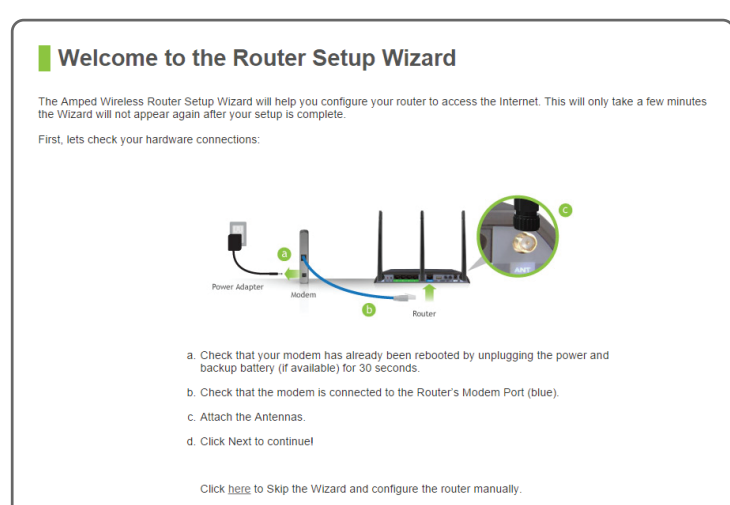 Welcome to the Router Setup Wizard
The Amped Wireless Router Setup Wizard will help you configure your router to access the Internet. This will only take a few minutes
the Wizard will not appear again after your setup is complete.
First, lets check your hardware connections:
c
a
ANT
Power Adapter
Modem
b
Router
a. Check that your modem has already been rebooted by unplugging the power and
backup battery (if available) for 30 seconds.
b. Check that the modem is connected to the Router's Modem Port (blue).
c. Attach the Antennas.
d. Click Next to continue!
Click here to Skip the Wizard and configure the router manually.